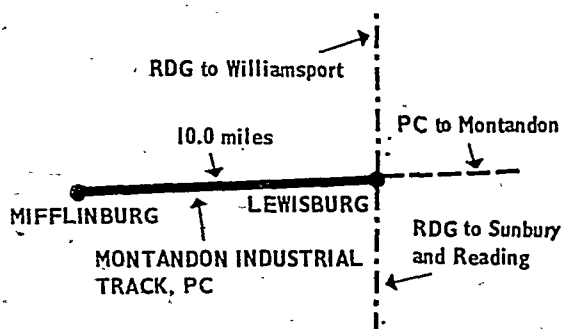 RDG to Williamsport
PC to Montandon
10.0 miles
MIFFLINBURG
LEWISBURG
MONTANDON INDUSTRIAL
TRACK, PC
RDG to Sunbury
and Reading